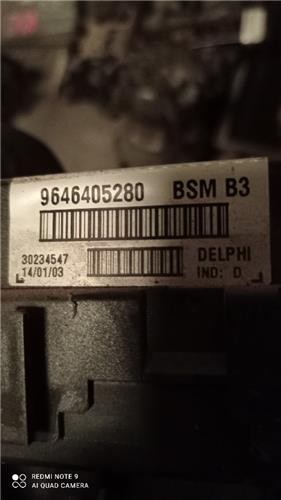 9646405280 BSM B3
30234547 DELPHI
14/01/03 IND: D
REDMI NOTE 9
AI QUAD CAMERA